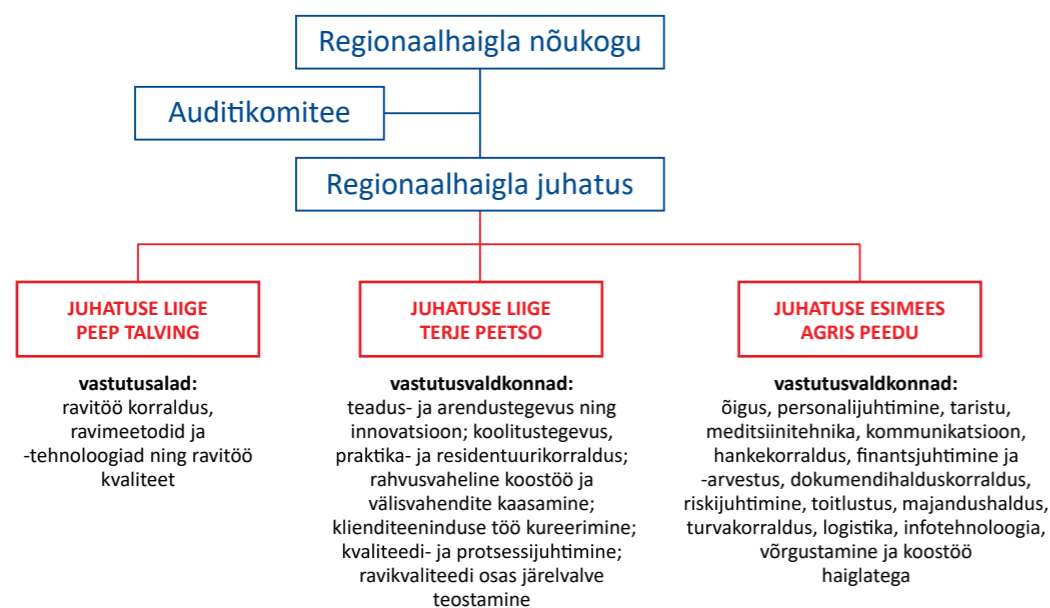 Regionaalhaigla nõukogu
Auditikomitee
Regionaalhaigla juhatus
JUHATUSE LIIGE
PEEP TALVING
vastutusalad:
ravitöö korraldus,
ravimeetodid ja
-tehnoloogiad ning ravitöö
kvaliteet
JUHATUSE LIIGE
TERJE PEETSO
vastutusvaldkonnad:
teadus- ja arendustegevus ning
innovatsioon; koolitustegevus,
praktika- ja residentuurikorraldus;
rahvusvaheline koostöö ja
välisvahendite kaasamine;
klienditeeninduse töö kureerimine;
kvaliteedi- ja protsessijuhtimine;
ravikvaliteedi osas järelvalve
teostamine
JUHATUSE ESIMEES
AGRIS PEEDU
vastutusvaldkonnad:
õigus, personalijuhtimine, taristu,
meditsiinitehnika, kommunikatsioon,
hankekorraldus, finantsjuhtimine ja
-arvestus, dokumendihalduskorraldus,
riskijuhtimine, toitlustus, majandushaldus,
turvakorraldus, logistika, infotehnoloogia,
võrgustamine ja koostöö
haiglatega